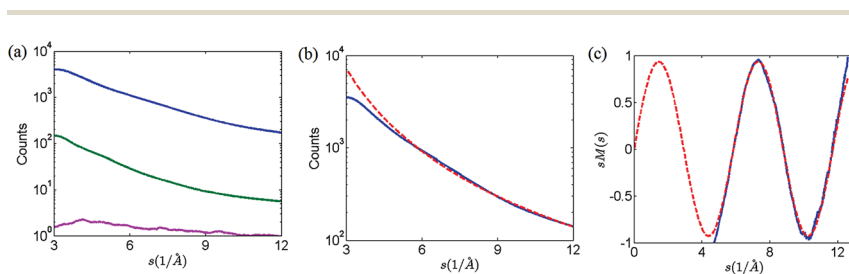 (a)
10^4
10^3
10^2
10^1
10^0
Counts
3 6 9 12
s(1/Å)
(b)
10^4
10^3
10^2
Counts
3 6 9 12
s(1/Å)
(c)
1
0.5
0
-0.5
-1
sM(s)
0 4 8 12
s(1/Å)